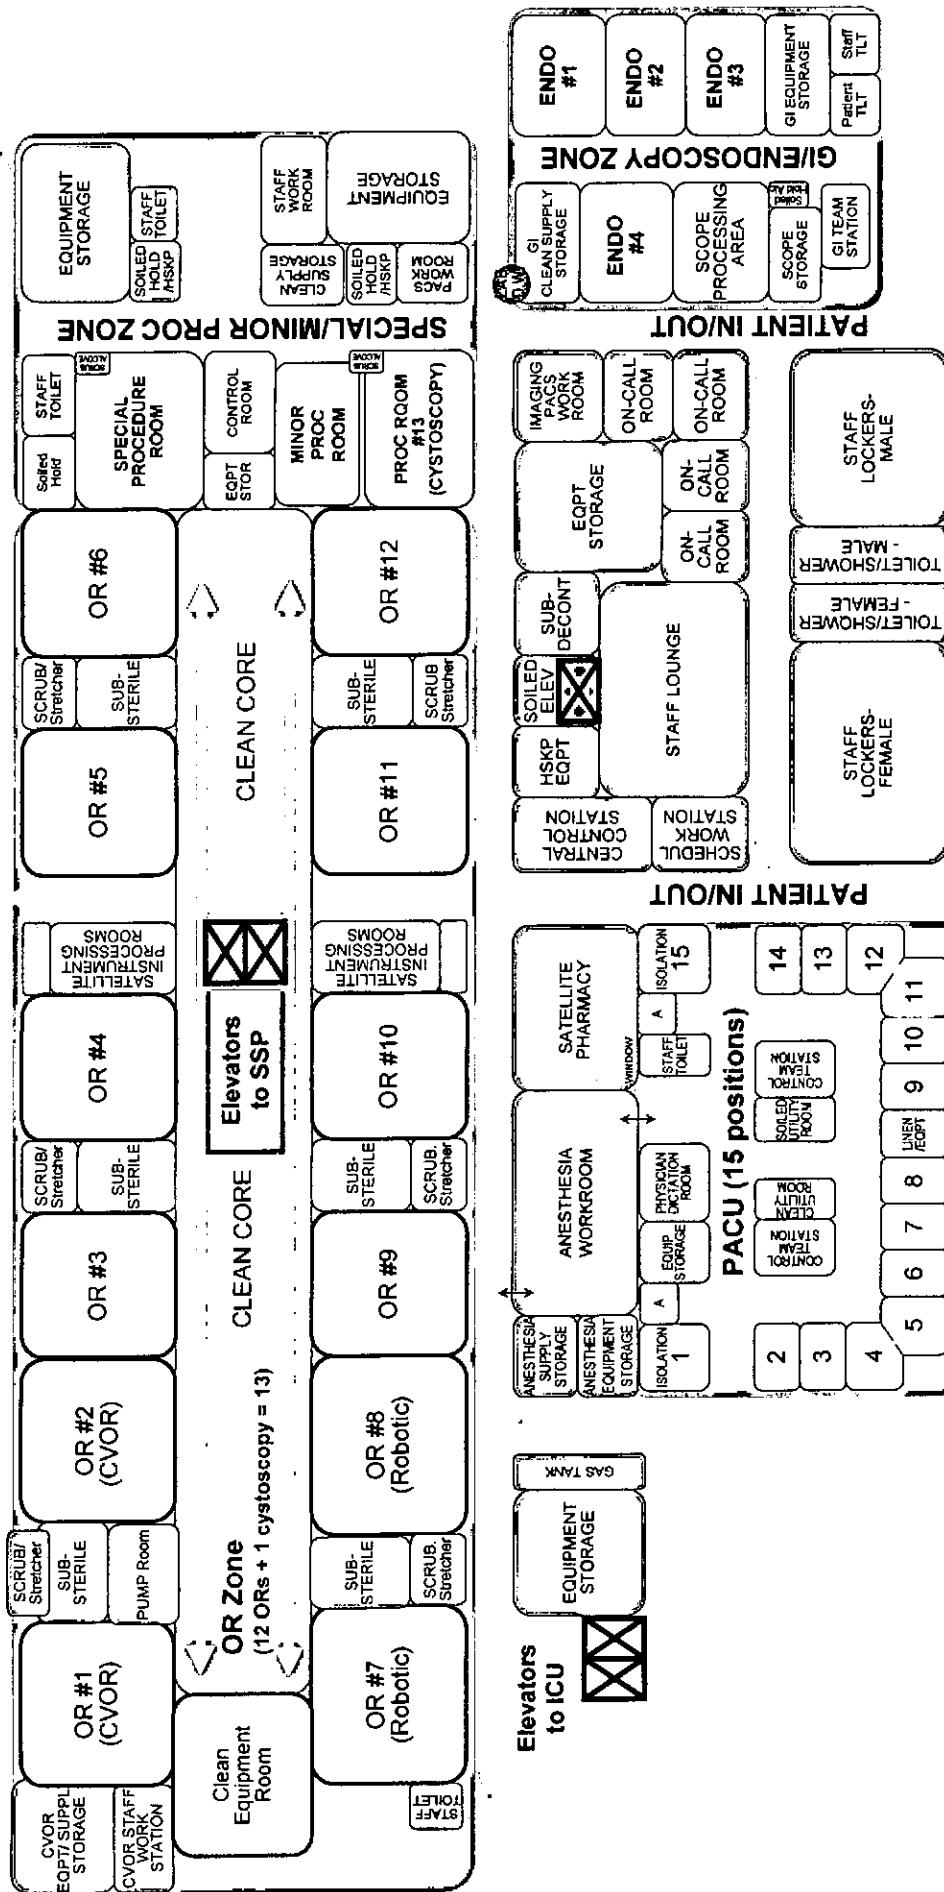 EQUIPMENT
STORAGE
SOILED
HOLD
/HSKP
STAFF
TOILET
STAFF
WORK
ROOM
CLEAN
SUPPLY
STORAGE
EQUIPMENT
STORAGE
SOILED
HOLD
/HSKP
PACS
WORK
ROOM
SPECIAL/MINOR PROC ZONE
Soiled
Hold
STAFF
TOILET
SCRUB
ALCOVE
SPECIAL
PROCEDURE
ROOM
EQPT
STOR
CONTROL
ROOM
MINOR
PROC
ROOM
SCRUB
ALCOVE
PROC ROOM
#13
(CYSTOSCOPY)
OR #6
OR #12
SCRUB/
Stretcher
SUB-
STERILE
CLEAN CORE
SUB-
STERILE
SCRUB
Stretcher
OR #5
OR #11
SATELLITE
INSTRUMENT
PROCESSING
ROOMS
SATELLITE
INSTRUMENT
PROCESSING
ROOMS
OR #4
Elevators
to SSP
OR #10
SCRUB/
Stretcher
SUB-
STERILE
SUB-
STERILE
SCRUB.
Stretcher
OR #3
CLEAN CORE
OR #9
OR #2
(CVOR)
OR #8
(Robotic)
SCRUB/
Stretcher
SUB-
STERILE
PUMP Room
OR Zone
(12 ORs + 1 cystoscopy = 13)
SUB-
STERILE
SCRUB.
Stretcher
OR #1
(CVOR)
OR #7
(Robotic)
Clean
Equipment
Room
CVOR
EQPT/ SUPPL
STORAGE
CVOR STAFF
WORK
STATION
STAFF
TOILET
ENDO
#1
ENDO
#2
ENDO
#3
GI EQUIPMENT
STORAGE
Patient
TLT
Staff
TLT
GI/ENDOSCOPY ZONE
GI
CLEAN SUPPLY
STORAGE
ENDO
#4
SCOPE
PROCESSING
AREA
SCOPE
STORAGE
GI TEAM
STATION
PATIENT IN/OUT
IMAGING
PACS
WORK
ROOM
ON-CALL
ROOM
ON-CALL
ROOM
EQPT
STORAGE
ON-
CALL
ROOM
ON-
CALL
ROOM
SUB-
DECONT
SOILED
ELEV
HSKP
EQPT
STAFF LOUNGE
CENTRAL
CONTROL
STATION
SCHEDUL
WORK
STATION
STAFF
LOCKERS-
MALE
TOILET/SHOWER
- MALE
TOILET/SHOWER
- FEMALE
STAFF
LOCKERS-
FEMALE
PATIENT IN/OUT
SATELLITE
PHARMACY
WINDOW
ISOLATION
15
A
STAFF
TOILET
ANESTHESIA
WORKROOM
PHYSICIAN
DICTATION
ROOM
EQUIP
STORAGE
A
ANESTHESIA
SUPPLY
STORAGE
ANESTHESIA
EQUIPMENT
STORAGE
ISOLATION
1
PACU (15 positions)
14
13
12
11
10
9
LINEN
/EQPT
8
7
6
5
4
3
2
CONTROL
TEAM
STATION
SOILED
UTILITY
ROOM
CLEAN
UTILITY
ROOM
CONTROL
TEAM
STATION
GAS TANK
EQUIPMENT
STORAGE
Elevators
to ICU